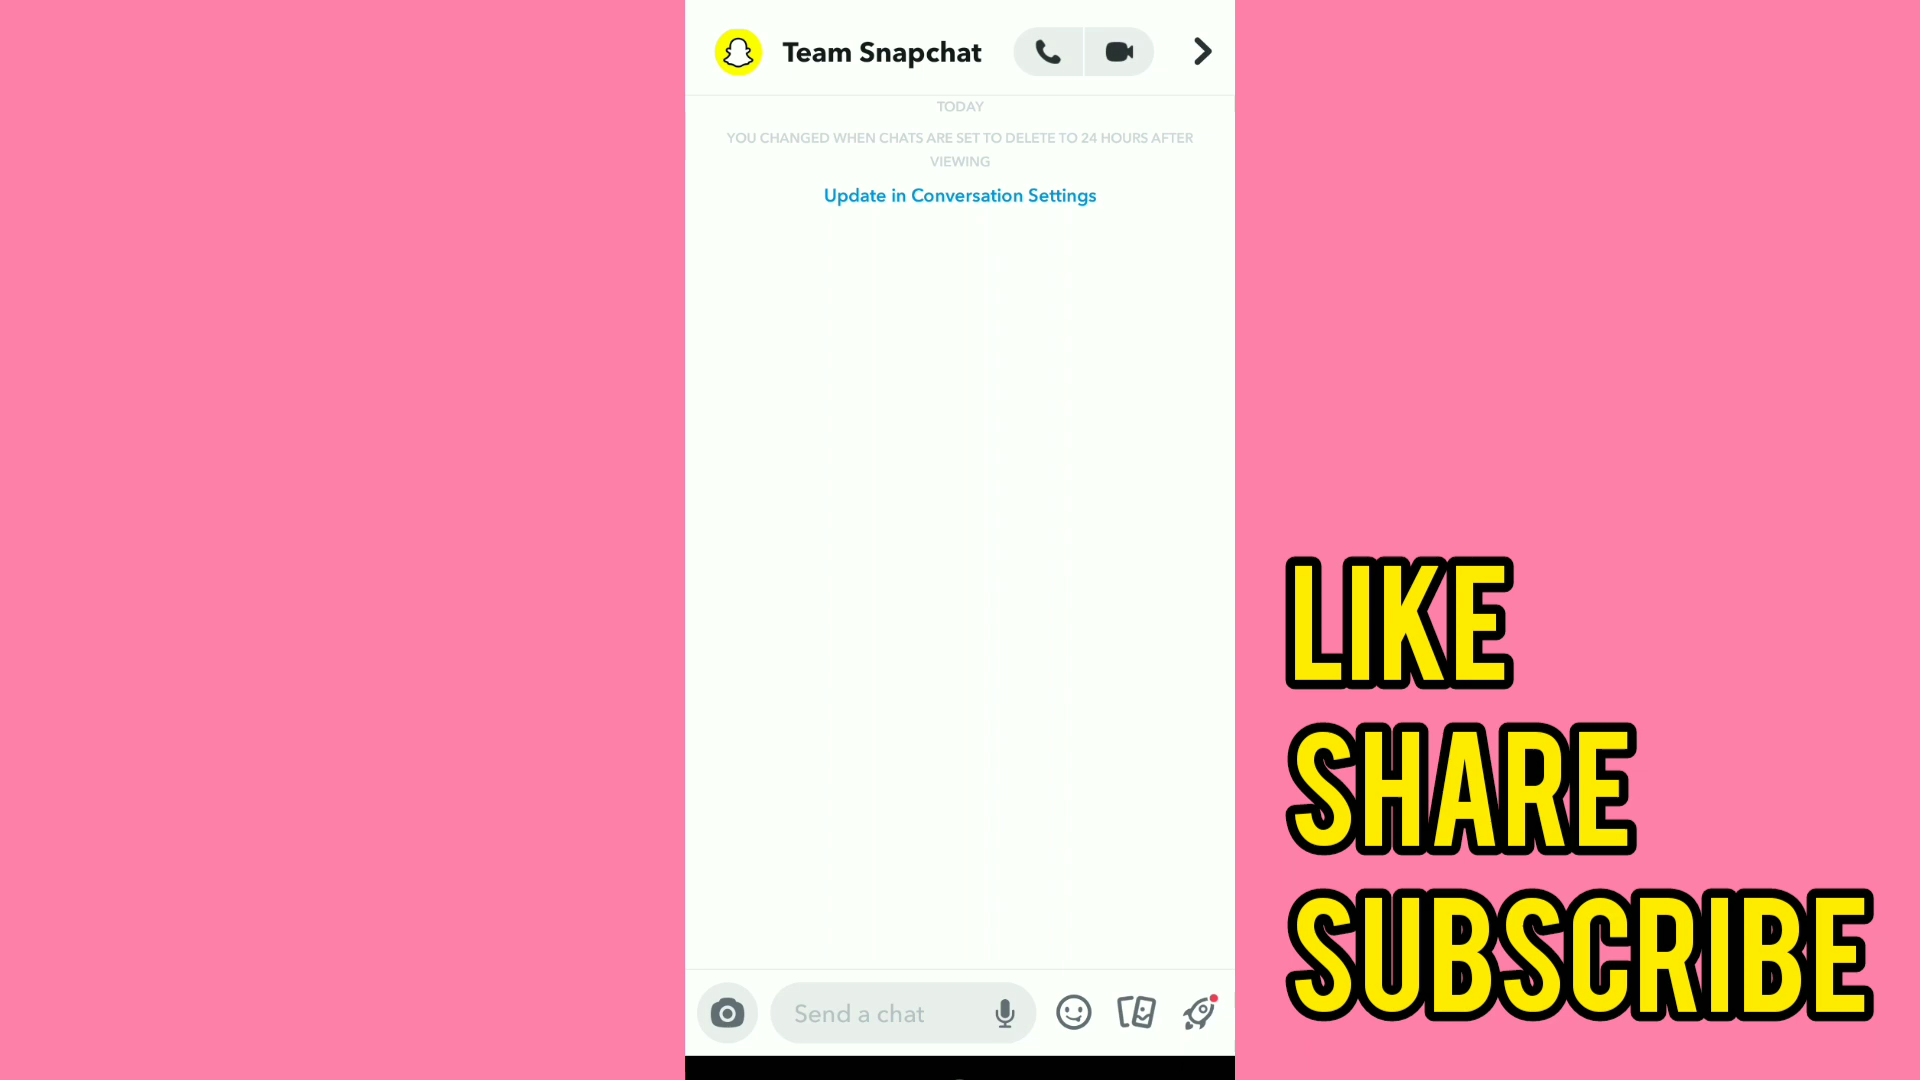 Team Snapchat
TODAY
YOU CHANGED WHEN CHATS ARE SET TO DELETE TO 24 HOURS AFTER
VIEWING
Update in Conversation Settings
Send a chat
LIKE
SHARE
SUBSCRIBE